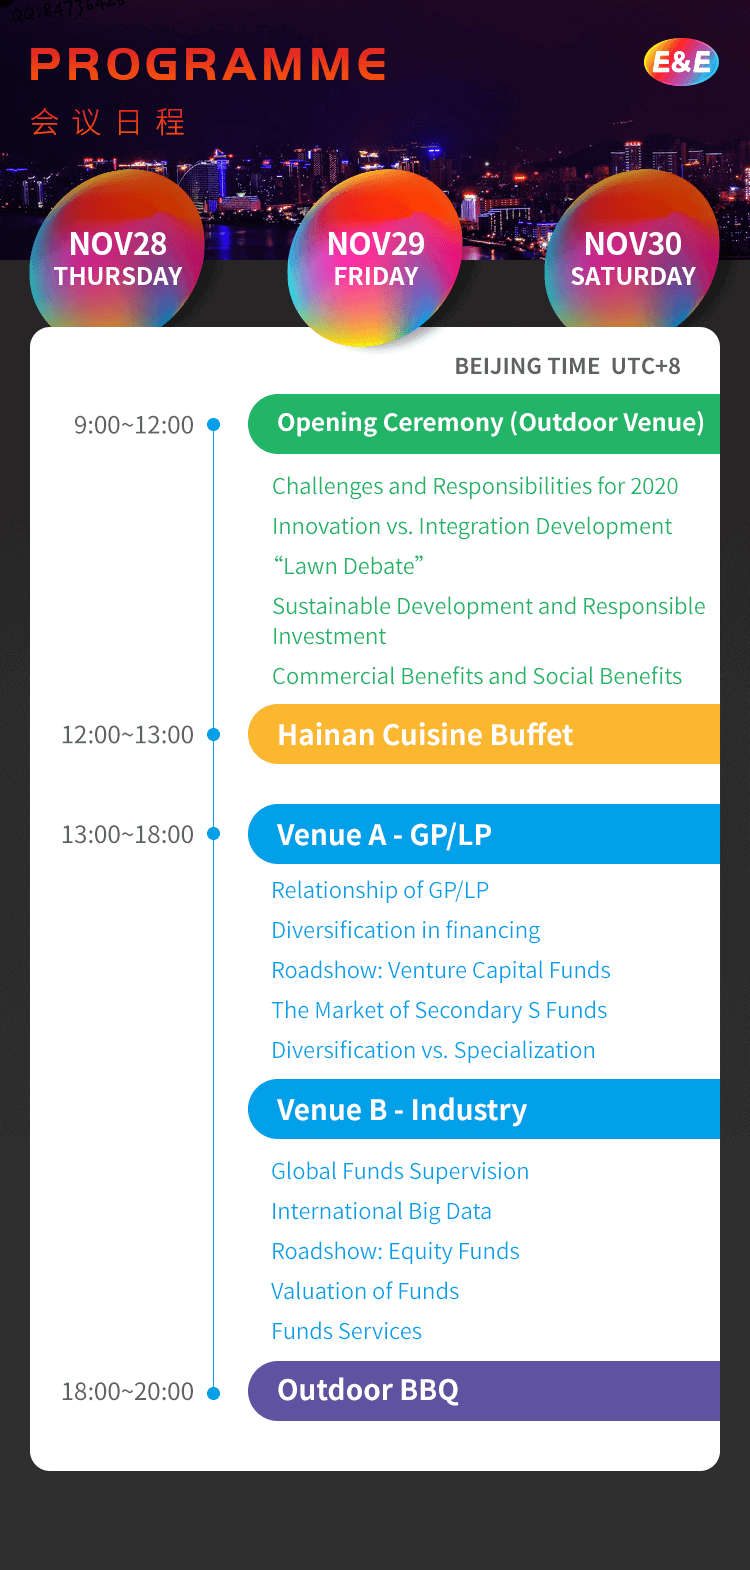 QQ:84736426
PROGRAMME
E&E
会议日程
NOV28
THURSDAY
NOV29
FRIDAY
NOV30
SATURDAY
BEIJING TIME UTC+8
9:00~12:00
Opening Ceremony (Outdoor Venue)
Challenges and Responsibilities for 2020
Innovation vs. Integration Development
“Lawn Debate”
Sustainable Development and Responsible
Investment
Commercial Benefits and Social Benefits
12:00~13:00
Hainan Cuisine Buffet
13:00~18:00
Venue A - GP/LP
Relationship of GP/LP
Diversification in financing
Roadshow: Venture Capital Funds
The Market of Secondary S Funds
Diversification vs. Specialization
Venue B - Industry
Global Funds Supervision
International Big Data
Roadshow: Equity Funds
Valuation of Funds
Funds Services
18:00~20:00
Outdoor BBQ